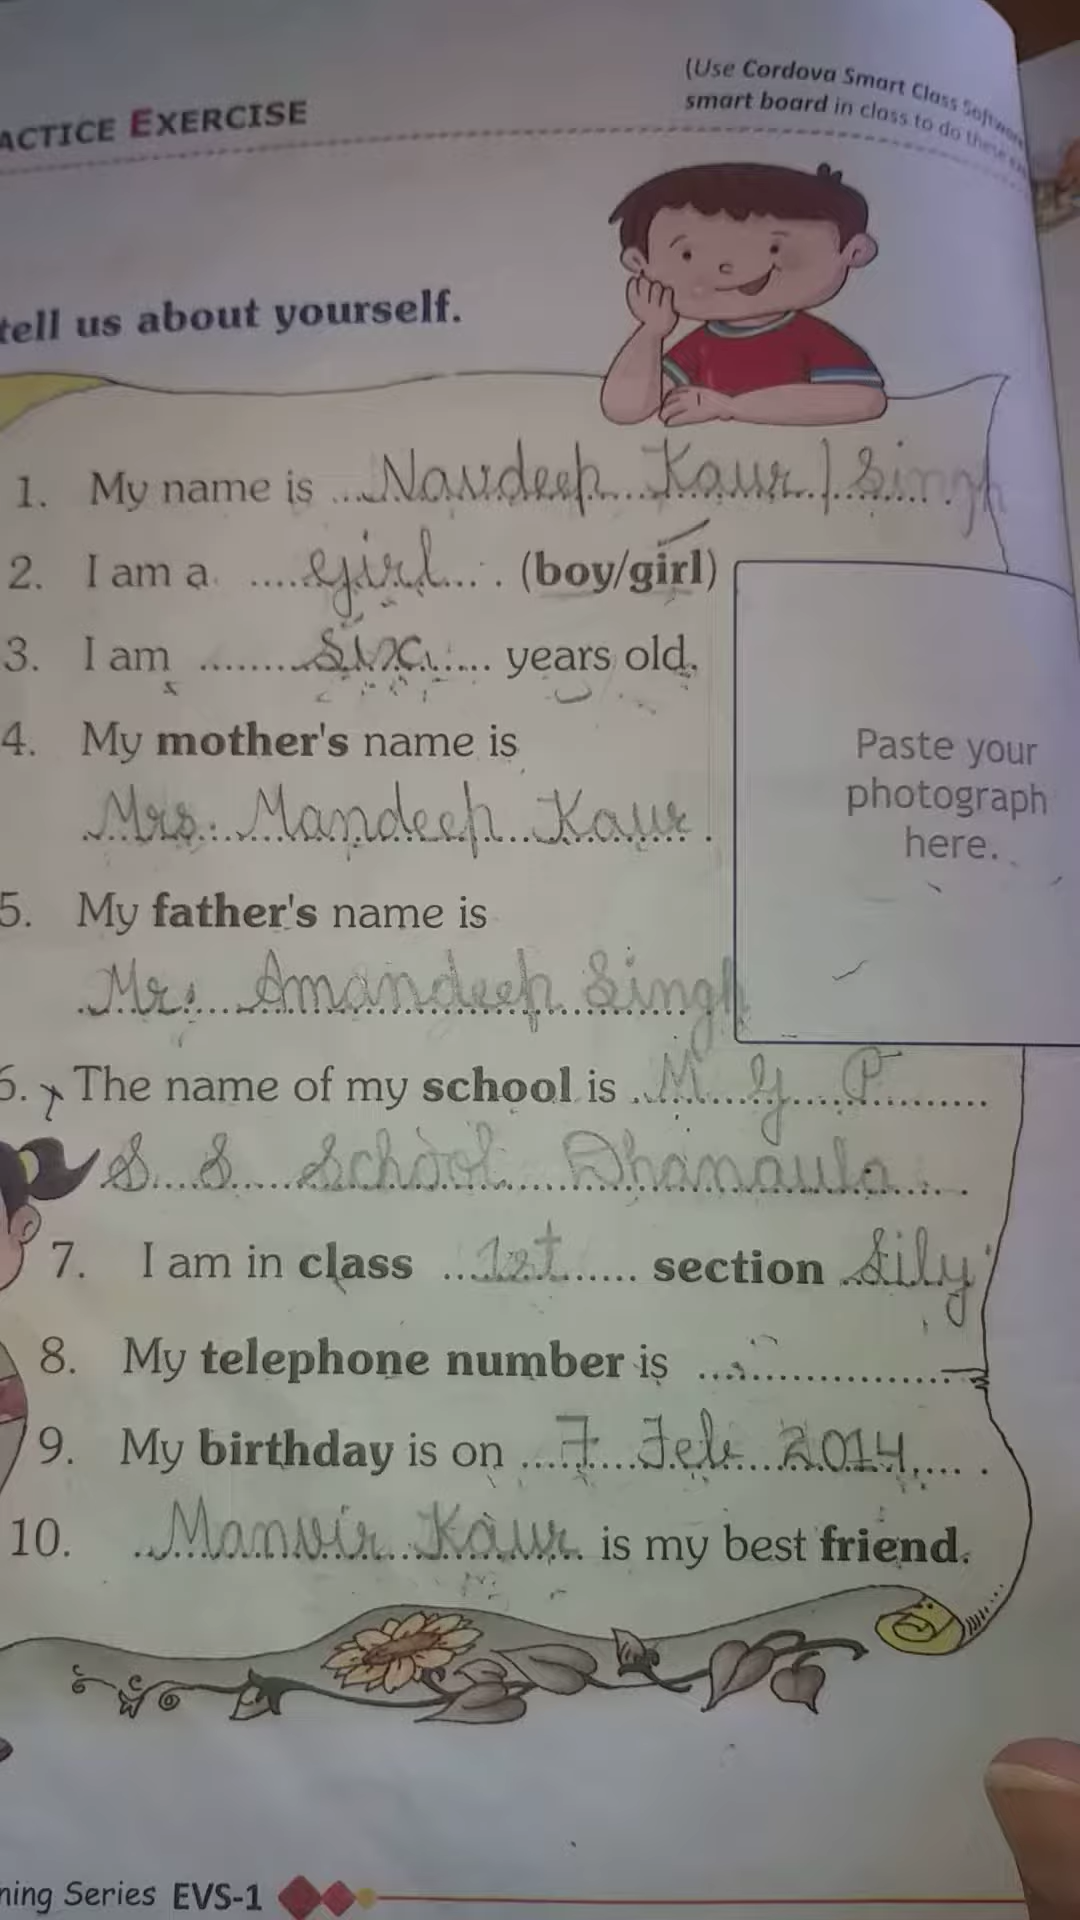 (Use Cordova Smart Class Software
smart board in class to do these
ACTICE EXERCISE
tell us about yourself.
1. My name is Navdeep Kaur / Singh
2. I am a girl. (boy/girl)
3. I am six years old.
4. My mother's name is
Mrs. Mandeep Kaur.
5. My father's name is
Mr. Amandeep Singh
6. The name of my school is M G P
S S School Dhanaula
7. I am in class 1st section Lily
8. My telephone number is
9. My birthday is on 7 Feb 2014.
10. Manvir Kaur is my best friend.
Paste your
photograph
here.
ning Series EVS-1